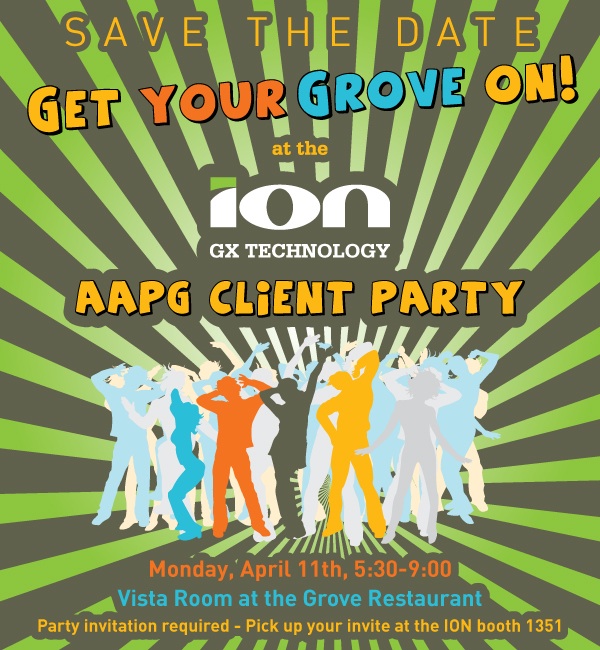 SAVE THE DATE
GET YOUR GROVE ON!
at the
ion
GX TECHNOLOGY
AAPG CLiENT PARTY
Monday, April 11th, 5:30-9:00
Vista Room at the Grove Restaurant
Party invitation required - Pick up your invite at the ION booth 1351